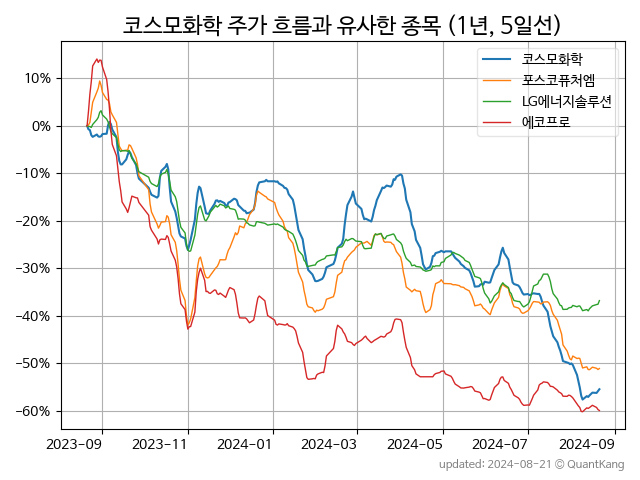 코스모화학 주가 흐름과 유사한 종목 (1년, 5일선)
코스모화학
포스코퓨처엠
LG에너지솔루션
에코프로
10%
0%
−10%
−20%
−30%
−40%
−50%
−60%
2023-09 2023-11 2024-01 2024-03 2024-05 2024-07 2024-09
updated: 2024-08-21 © QuantKang